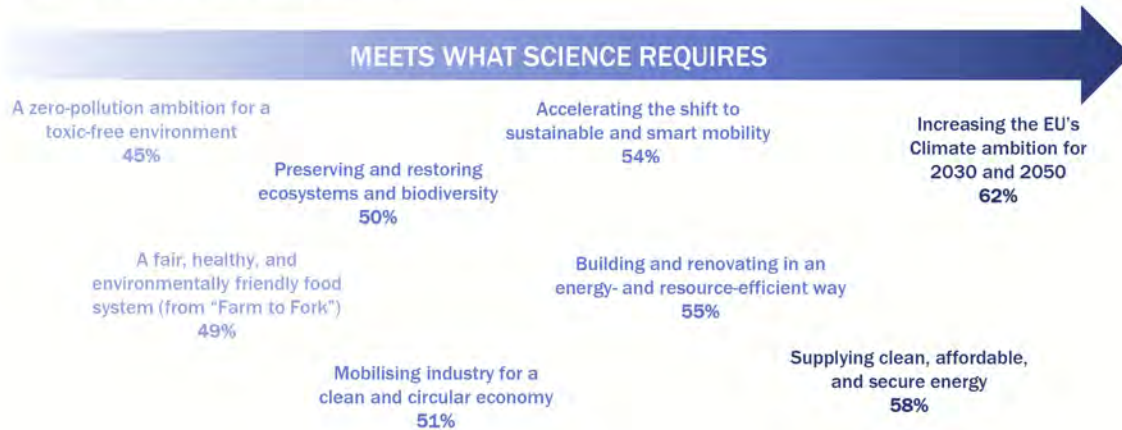 MEETS WHAT SCIENCE REQUIRES
A zero-pollution ambition for a
toxic-free environment
45%
Preserving and restoring
ecosystems and biodiversity
50%
Accelerating the shift to
sustainable and smart mobility
54%
Increasing the EU's
Climate ambition for
2030 and 2050
62%
A fair, healthy, and
environmentally friendly food
system (from “Farm to Fork”)
49%
Building and renovating in an
energy- and resource-efficient way
55%
Mobilising industry for a
clean and circular economy
51%
Supplying clean, affordable,
and secure energy
58%